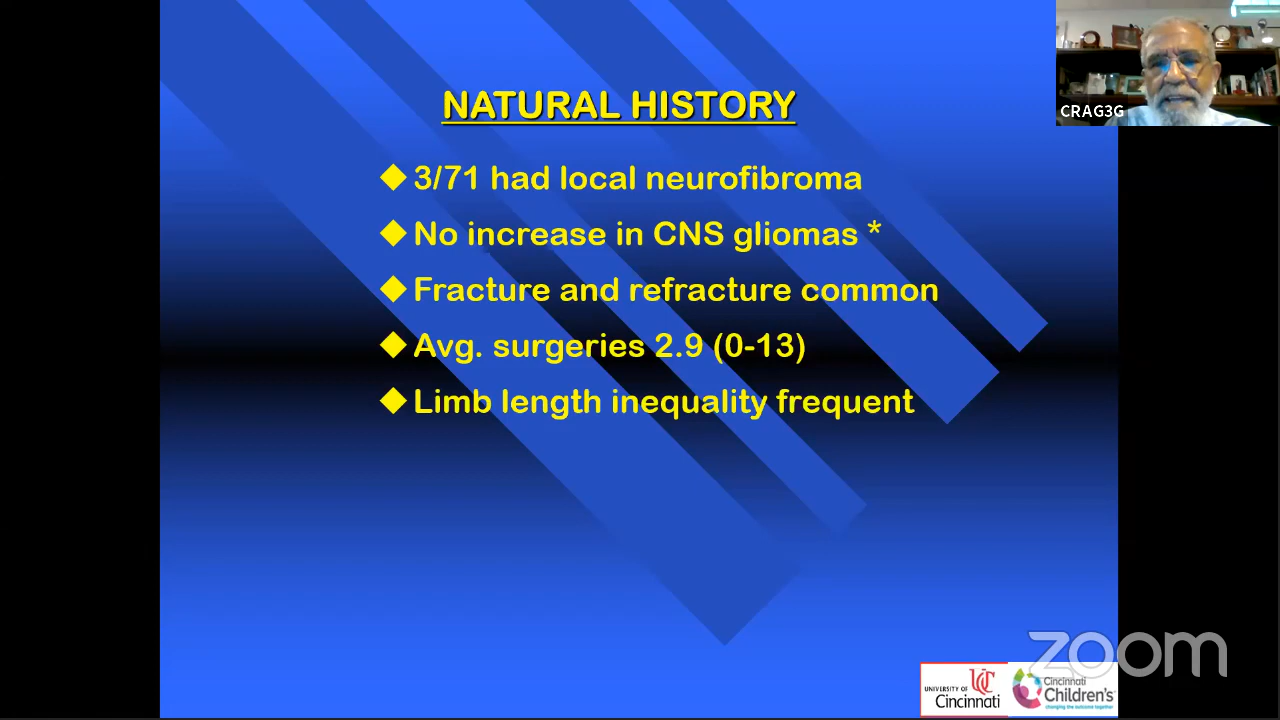 NATURAL HISTORY
CRAG3G
3/71 had local neurofibroma
No increase in CNS gliomas *
Fracture and refracture common
Avg. surgeries 2.9 (0-13)
Limb length inequality frequent
zoom
UNIVERSITY OF
Cincinnati
Cincinnati
Children's
changing the outcome together